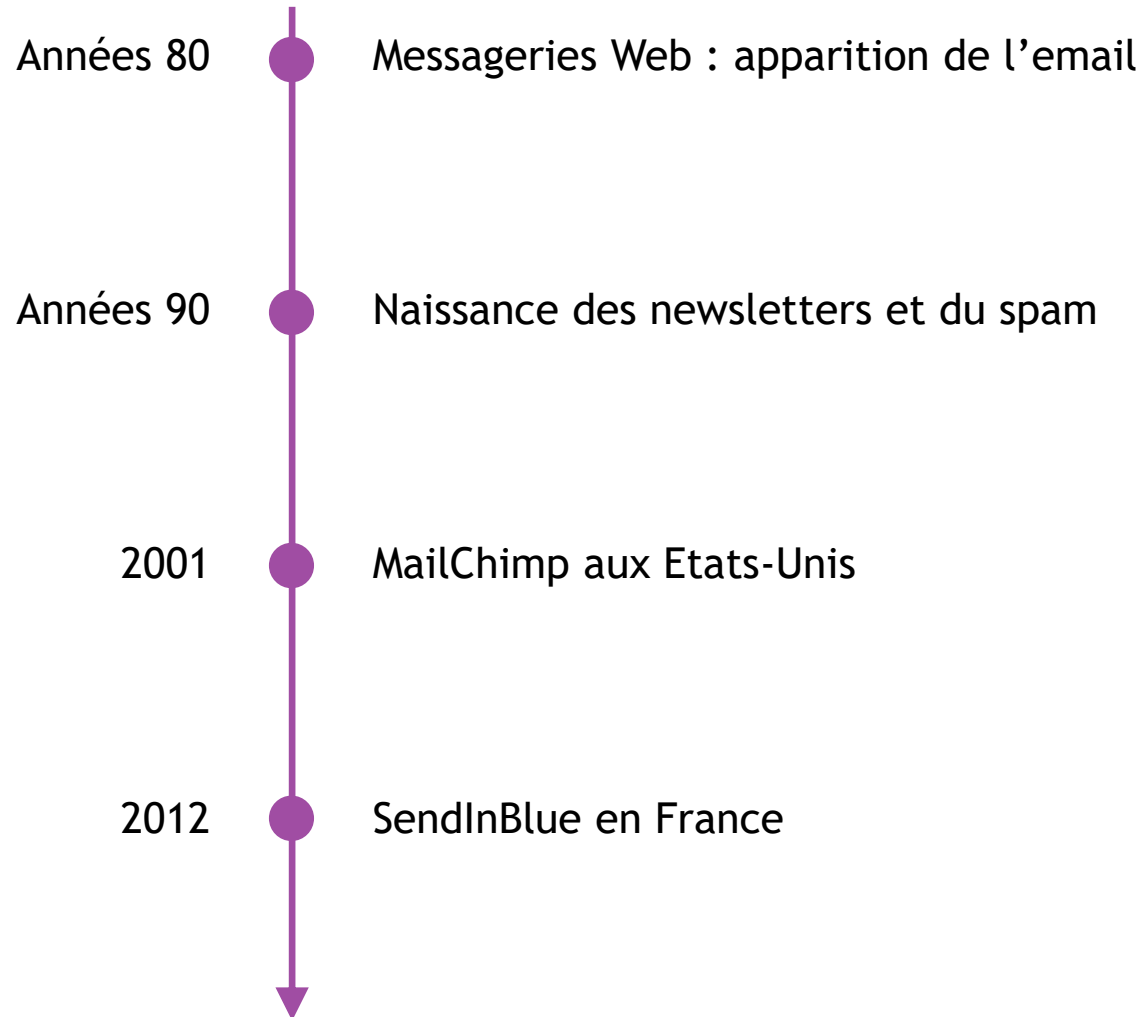 Années 80 Messageries Web : apparition de l’email
Années 90 Naissance des newsletters et du spam
2001 MailChimp aux Etats-Unis
2012 SendInBlue en France